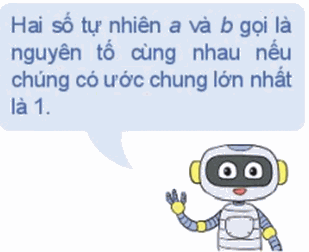 Hai số tự nhiên a và b gọi là
nguyên tố cùng nhau nếu
chúng có ước chung lớn nhất
là 1.